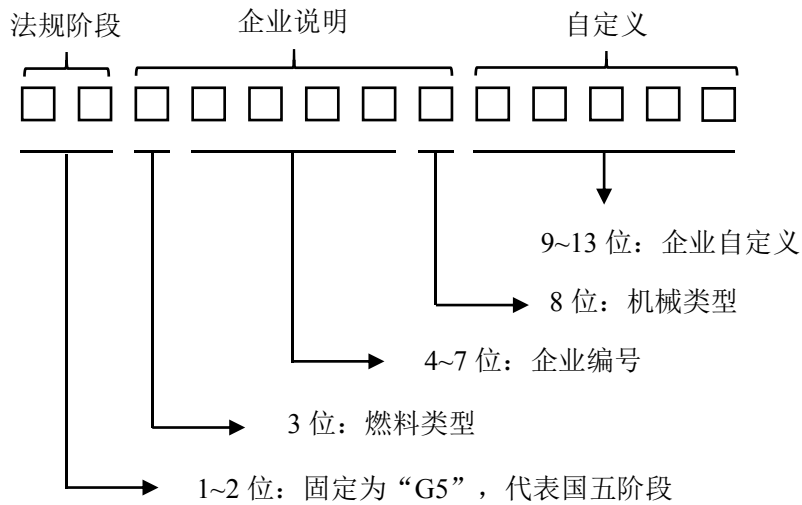 法规阶段 企业说明 自定义
9~13 位：企业自定义
8 位：机械类型
4~7 位：企业编号
3 位：燃料类型
1~2 位：固定为“G5”，代表国五阶段